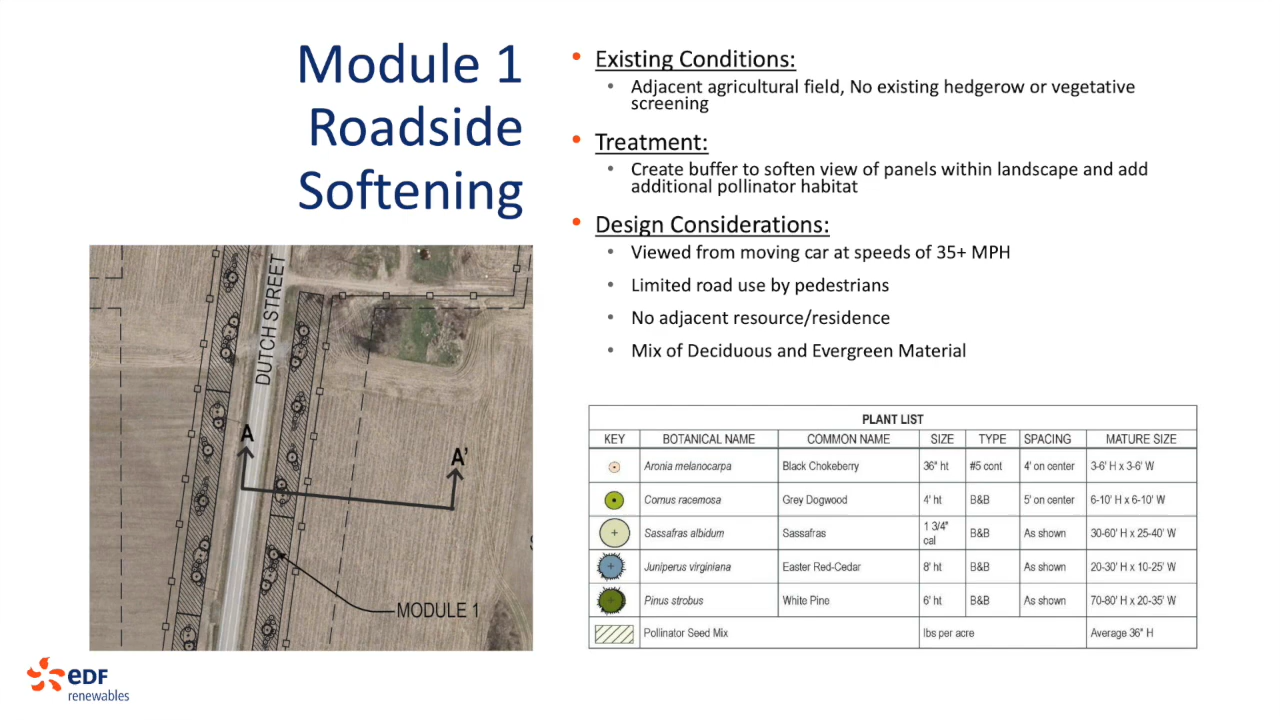 Module 1
Roadside
Softening
• Existing Conditions:
• Adjacent agricultural field, No existing hedgerow or vegetative
screening
• Treatment:
• Create buffer to soften view of panels within landscape and add
additional pollinator habitat
• Design Considerations:
• Viewed from moving car at speeds of 35+ MPH
• Limited road use by pedestrians
• No adjacent resource/residence
• Mix of Deciduous and Evergreen Material
DUTCH STREET
A
A'
MODULE 1
PLANT LIST
KEY BOTANICAL NAME COMMON NAME SIZE TYPE SPACING MATURE SIZE
Aronia melanocarpa Black Chokeberry 36" ht #5 cont 4' on center 3-6' H x 3-6' W
Cornus racemosa Grey Dogwood 4' ht B&B 5' on center 6-10' H x 6-10' W
Sassafras albidum Sassafras 1 3/4" cal B&B As shown 30-60' H x 25-40' W
Juniperus virginiana Easter Red-Cedar 8' ht B&B As shown 20-30' H x 10-25' W
Pinus strobus White Pine 6' ht B&B As shown 70-80' H x 20-35' W
Pollinator Seed Mix lbs per acre Average 36" H
eDF
renewables